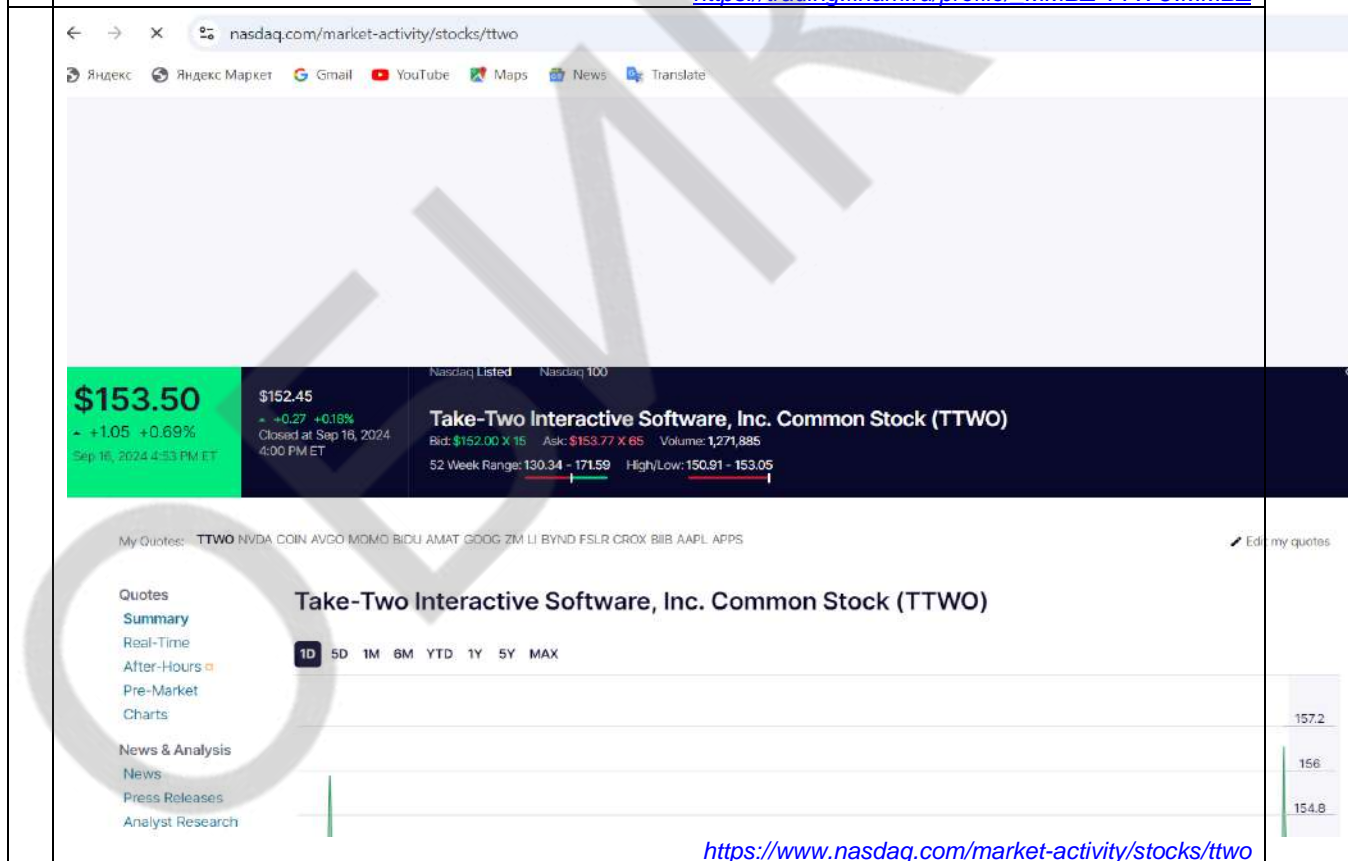 nasdaq.com/market-activity/stocks/ttwo
Яндекс Яндекс Маркет Gmail YouTube Maps News Translate
Nasdaq Listed Nasdaq 100
$153.50
+1.05 +0.69%
Sep 16, 2024 4:53 PM ET
$152.45
+0.27 +0.18%
Closed at Sep 16, 2024
4:00 PM ET
Take-Two Interactive Software, Inc. Common Stock (TTWO)
Bid: $152.00 X 15 Ask: $153.77 X 65 Volume: 1,271,885
52 Week Range: 130.34 - 171.59 High/Low: 150.91 - 153.05
My Quotes: TTWO NVDA COIN AVGO MOMO BIDU AMAT GOOG ZM LI BYND FSLR CROX BIIB AAPL APPS
Edit my quotes
Quotes
Summary
Real-Time
After-Hours
Pre-Market
Charts
News & Analysis
News
Press Releases
Analyst Research
Take-Two Interactive Software, Inc. Common Stock (TTWO)
1D 5D 1M 6M YTD 1Y 5Y MAX
157.2
156
154.8
https://www.nasdaq.com/market-activity/stocks/ttwo